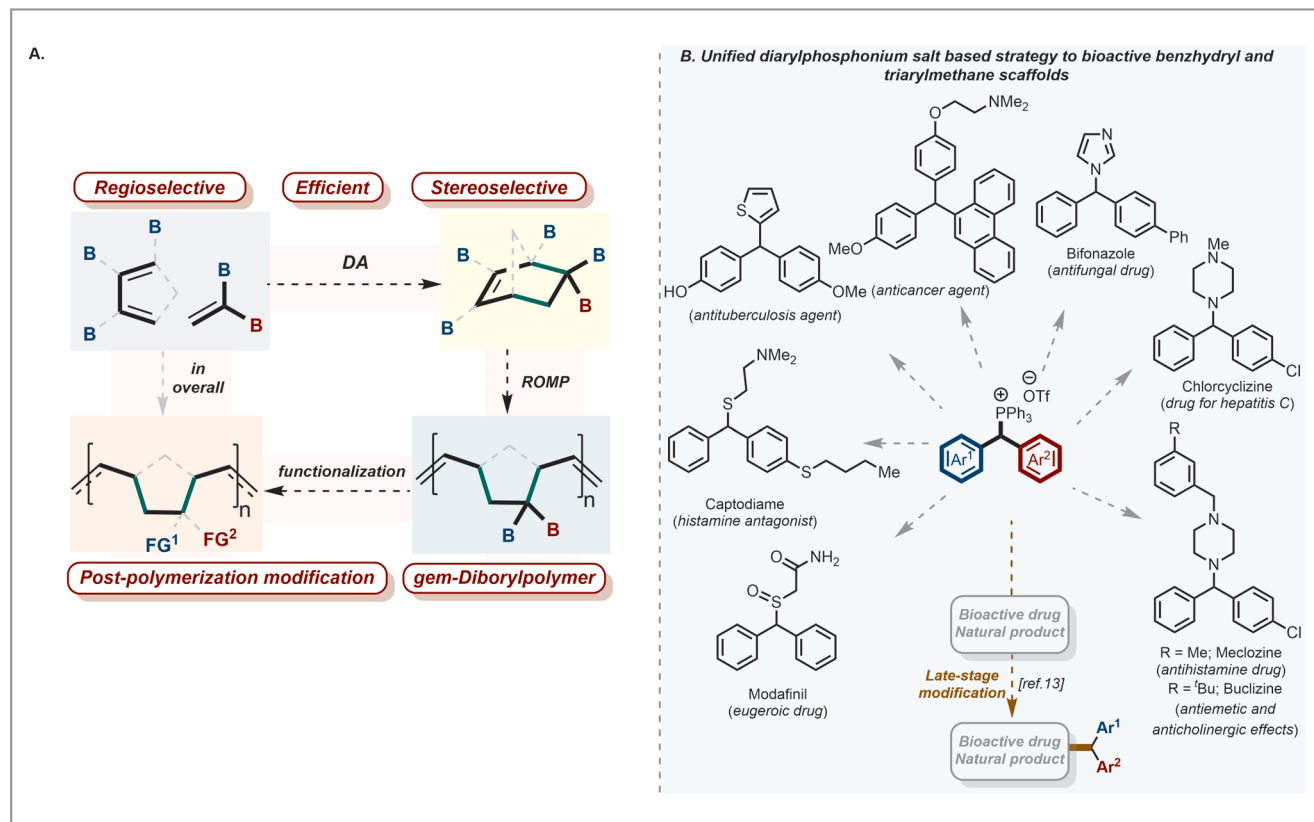 A.
Regioselective
Efficient
Stereoselective
B
B
B
B
B
DA
B
B
B
B
B
in
overall
ROMP
n
FG1
FG2
functionalization
n
B
B
Post-polymerization modification
gem-Diborylpolymer
B. Unified diarylphosphonium salt based strategy to bioactive benzhydryl and
triarylmethane scaffolds
S
HO
OMe
(antituberculosis agent)
NMe2
O
MeO
(anticancer agent)
N
N
Ph
Bifonazole
(antifungal drug)
Me
N
N
Cl
Chlorcyclizine
(drug for hepatitis C)
NMe2
S
S
Me
Captodiame
(histamine antagonist)
⊕
PPh3
⊖
OTf
Ar1
Ar2
R
N
N
Cl
R = Me; Meclozine
(antihistamine drug)
R = tBu; Buclizine
(antiemetic and
anticholinergic effects)
O
NH2
O
S
Modafinil
(eugeroic drug)
Bioactive drug
Natural product
Late-stage
modification
[ref.13]
Bioactive drug
Natural product
Ar1
Ar2